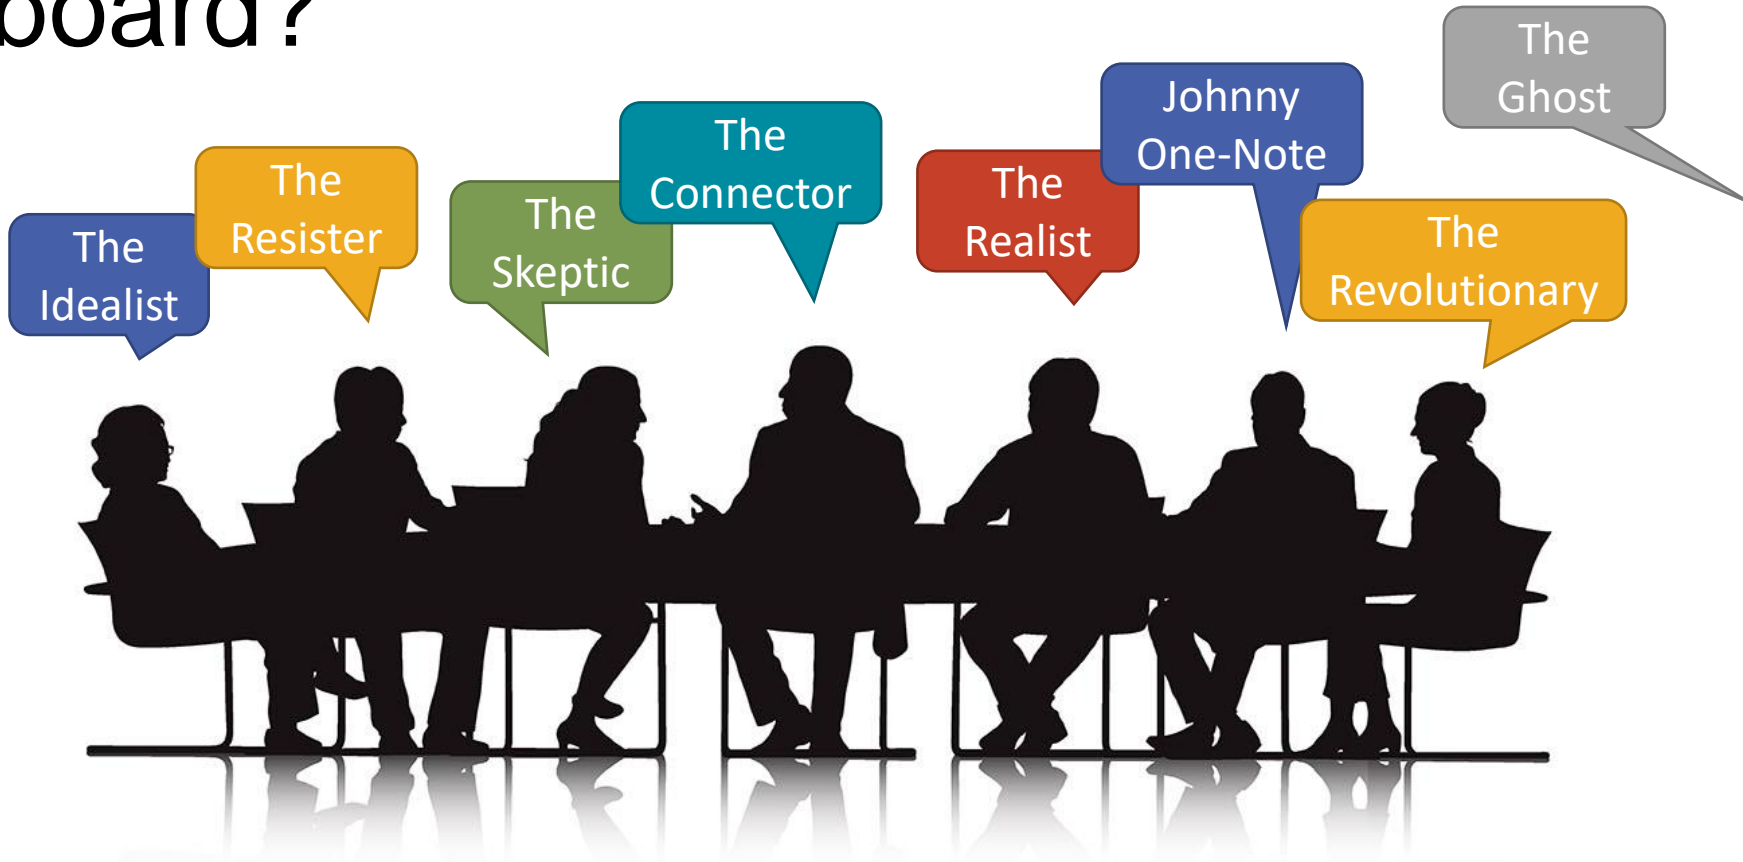 board?
The
Idealist
The
Resister
The
Skeptic
The
Connector
The
Realist
Johnny
One-Note
The
Revolutionary
The
Ghost